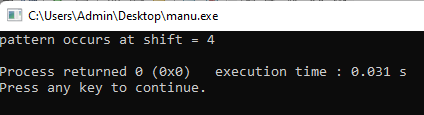 C:\Users\Admin\Desktop\manu.exe
pattern occurs at shift = 4
Process returned 0 (0x0)   execution time : 0.031 s
Press any key to continue.